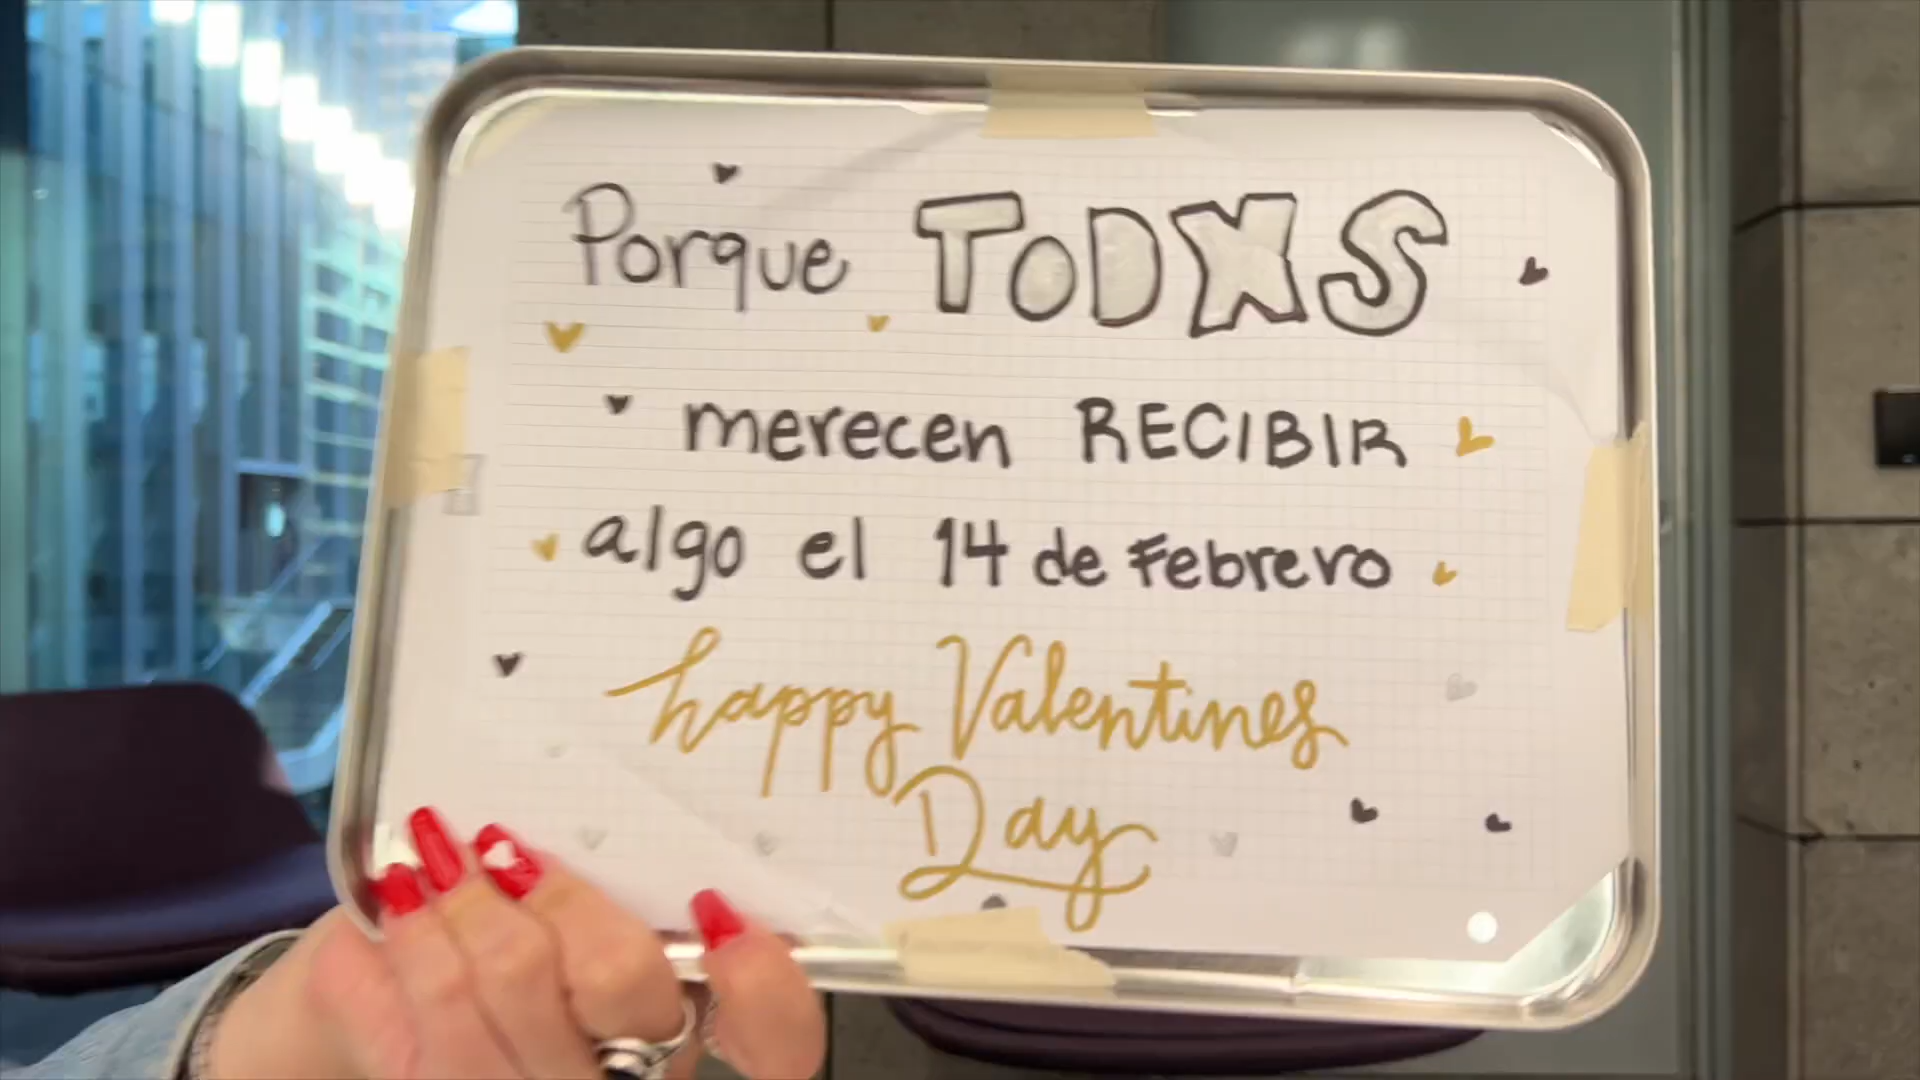 Porque TODXS
merecen RECIBIR
algo el 14 de Febrero
happy Valentines
Day